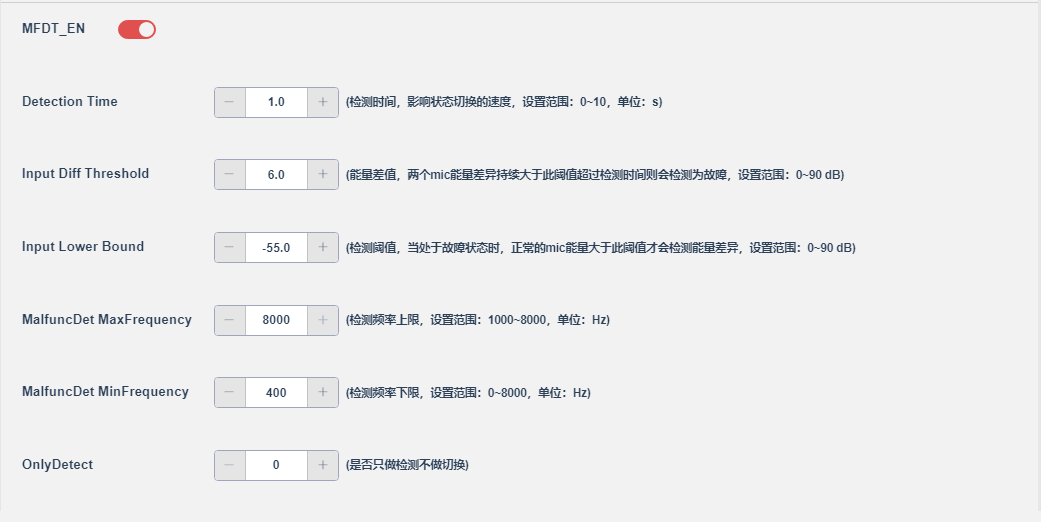 MFDT_EN
Detection Time − 1.0 + (检测时间，影响状态切换的速度，设置范围：0~10，单位：s)
Input Diff Threshold − 6.0 + (能量差值，两个mic能量差异持续大于此阈值超过检测时间则会检测为故障，设置范围：0~90 dB)
Input Lower Bound − -55.0 + (检测阈值，当处于故障状态时，正常的mic能量大于此阈值才会检测能量差异，设置范围：0~90 dB)
MalfuncDet MaxFrequency − 8000 + (检测频率上限，设置范围：1000~8000，单位：Hz)
MalfuncDet MinFrequency − 400 + (检测频率下限，设置范围：0~8000，单位：Hz)
OnlyDetect − 0 + (是否只做检测不做切换)